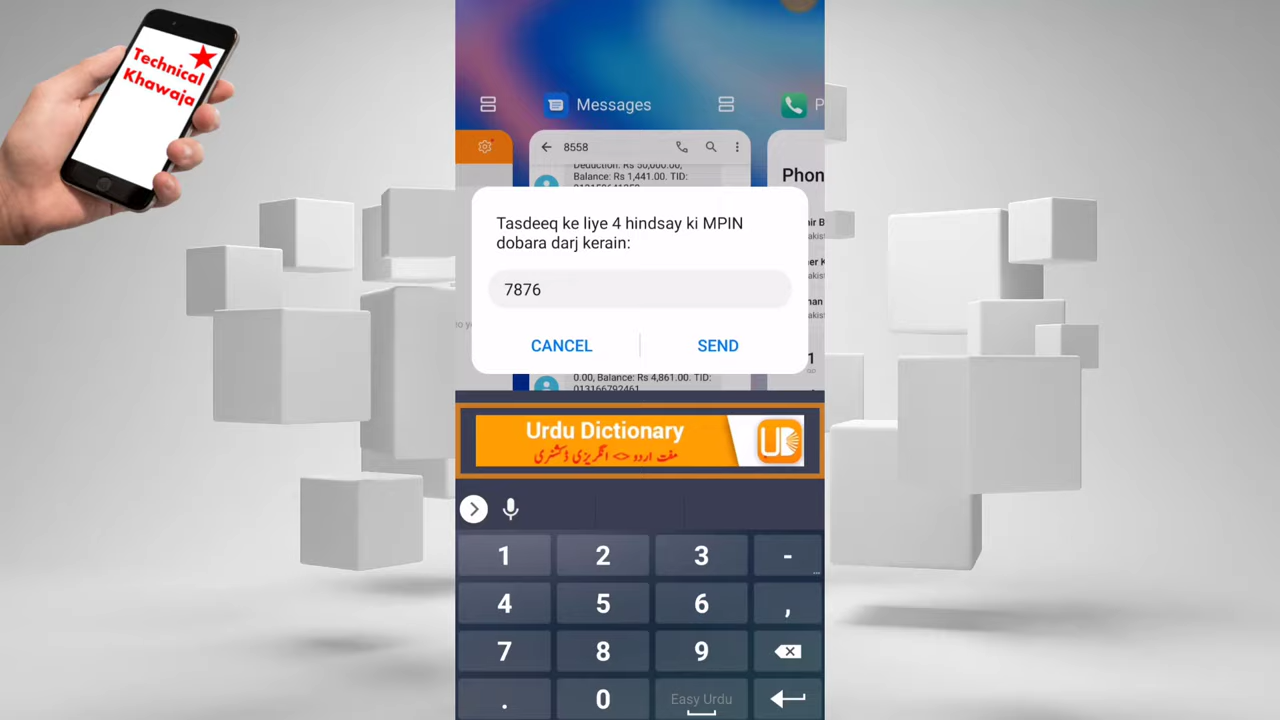 Technical
Khawaja
Messages
P
8558
Deduction: Rs 50,000.00,
Balance: Rs 1,441.00. TID:
Phon
Tasdeeq ke liye 4 hindsay ki MPIN
dobara darj kerain:
7876
CANCEL
SEND
0.00, Balance: Rs 4,861.00. TID:
013166792461
Urdu Dictionary
مفت اردو <> انگریزی ڈکشنری
UD
1 2 3 -
4 5 6 ,
7 8 9
. 0 Easy Urdu